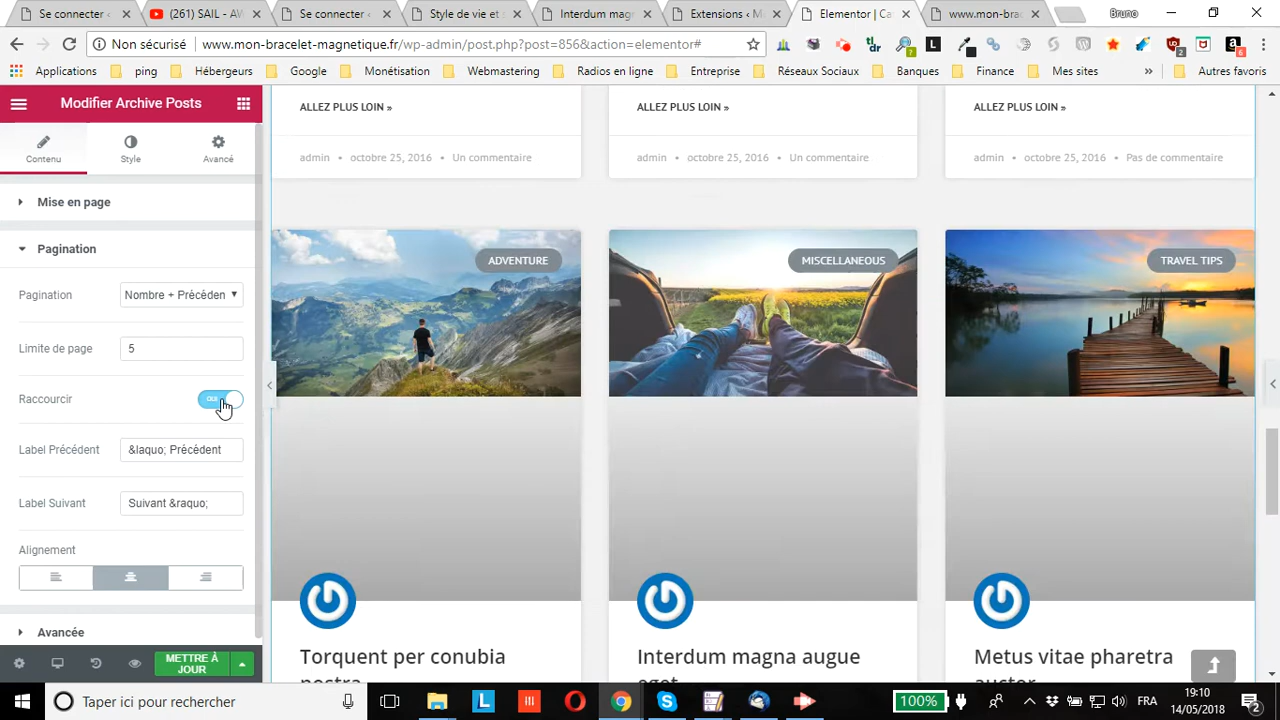 Se connecter ‹
(261) SAIL - AW
Se connecter ‹
Style de vie et s
Interdum mag
Extensions ‹ M
Elementor | Ca
www.mon-brac
Bruno
Non sécurisé
www.mon-bracelet-magnetique.fr/wp-admin/post.php?post=856&action=elementor#
Applications
ping
Hébergeurs
Google
Monétisation
Webmastering
Radios en ligne
Entreprise
Réseaux Sociaux
Banques
Finance
Mes sites
»
Autres favoris
Modifier Archive Posts
Contenu
Style
Avancé
Mise en page
Pagination
Pagination
Nombre + Précéden
Limite de page
5
Raccourcir
OUI
Label Précédent
&laquo; Précédent
Label Suivant
Suivant &raquo;
Alignement
Avancée
METTRE À
JOUR
ALLEZ PLUS LOIN »
ALLEZ PLUS LOIN »
ALLEZ PLUS LOIN »
admin • octobre 25, 2016 • Un commentaire
admin • octobre 25, 2016 • Un commentaire
admin • octobre 25, 2016 • Pas de commentaire
ADVENTURE
MISCELLANEOUS
TRAVEL TIPS
Torquent per conubia
nostra
Interdum magna augue
eget
Metus vitae pharetra
auctor
Taper ici pour rechercher
100%
FRA
19:10
14/05/2018